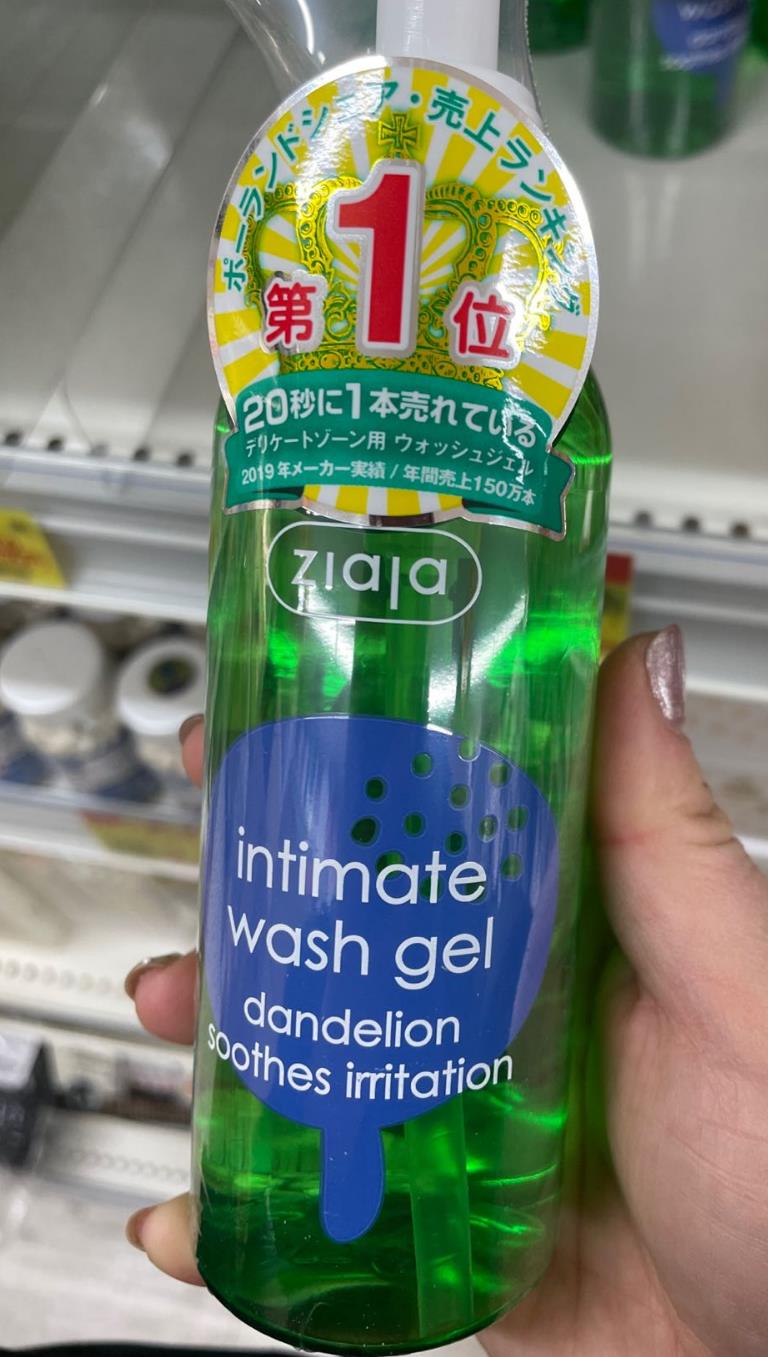 ポーランドシェア・売上ランキング
第1位
20秒に1本売れている
デリケートゾーン用 ウォッシュジェル
2019年メーカー実績 / 年間売上150万本
ziaja
intimate
wash gel
dandelion
soothes irritation